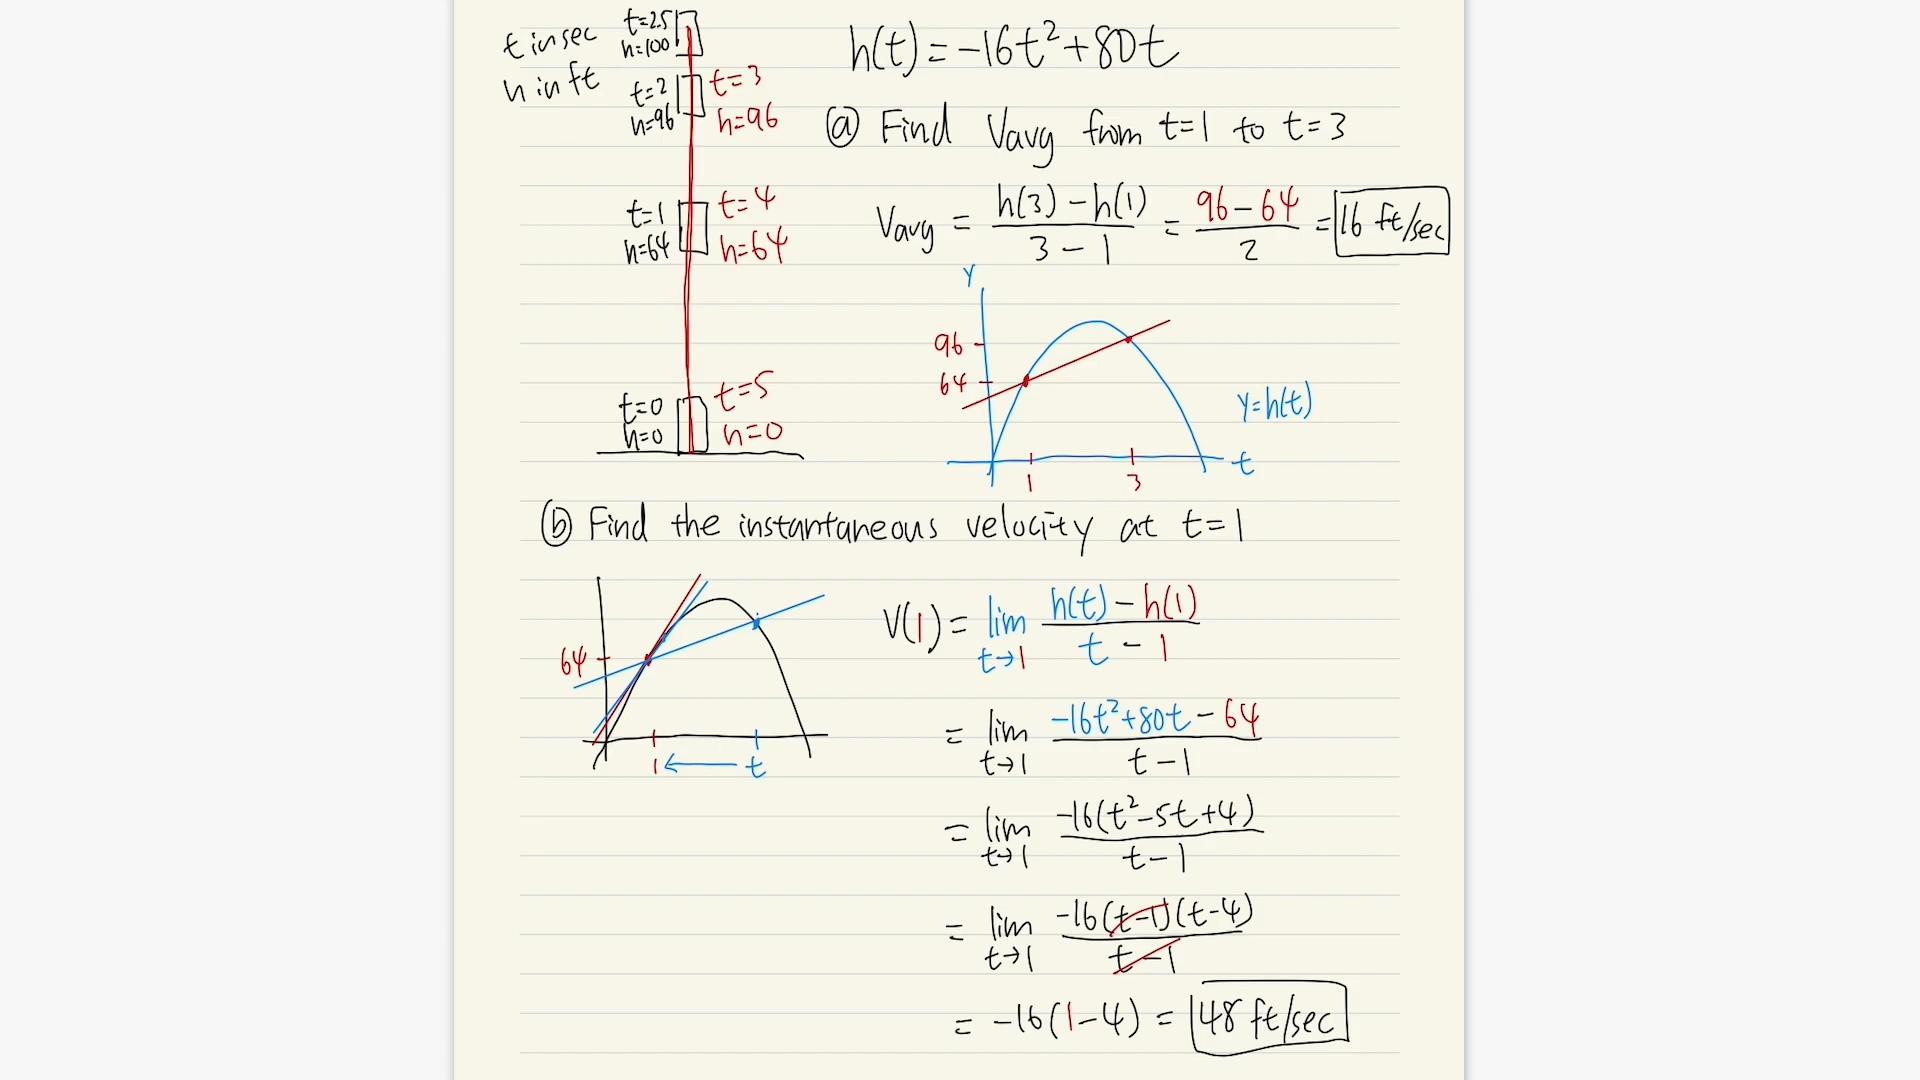 t in sec
h in ft
t=2.5
h=100
t=2
h=96
t=3
h=96
t=1
h=64
t=4
h=64
t=0
h=0
t=5
h=0
h(t)=-16t²+80t
ⓐ Find Vavg from t=1 to t=3
Vavg = (h(3)-h(1))/(3-1) = (96-64)/2 = 16 ft/sec
y
96
64
y=h(t)
t
1
3
ⓑ Find the instantaneous velocity at t=1
64
1 ← t
V(1) = lim t→1 (h(t)-h(1))/(t-1)
= lim t→1 (-16t²+80t-64)/(t-1)
= lim t→1 (-16(t²-5t+4))/(t-1)
= lim t→1 (-16(t-1)(t-4))/(t-1)
= -16(1-4) = 48 ft/sec